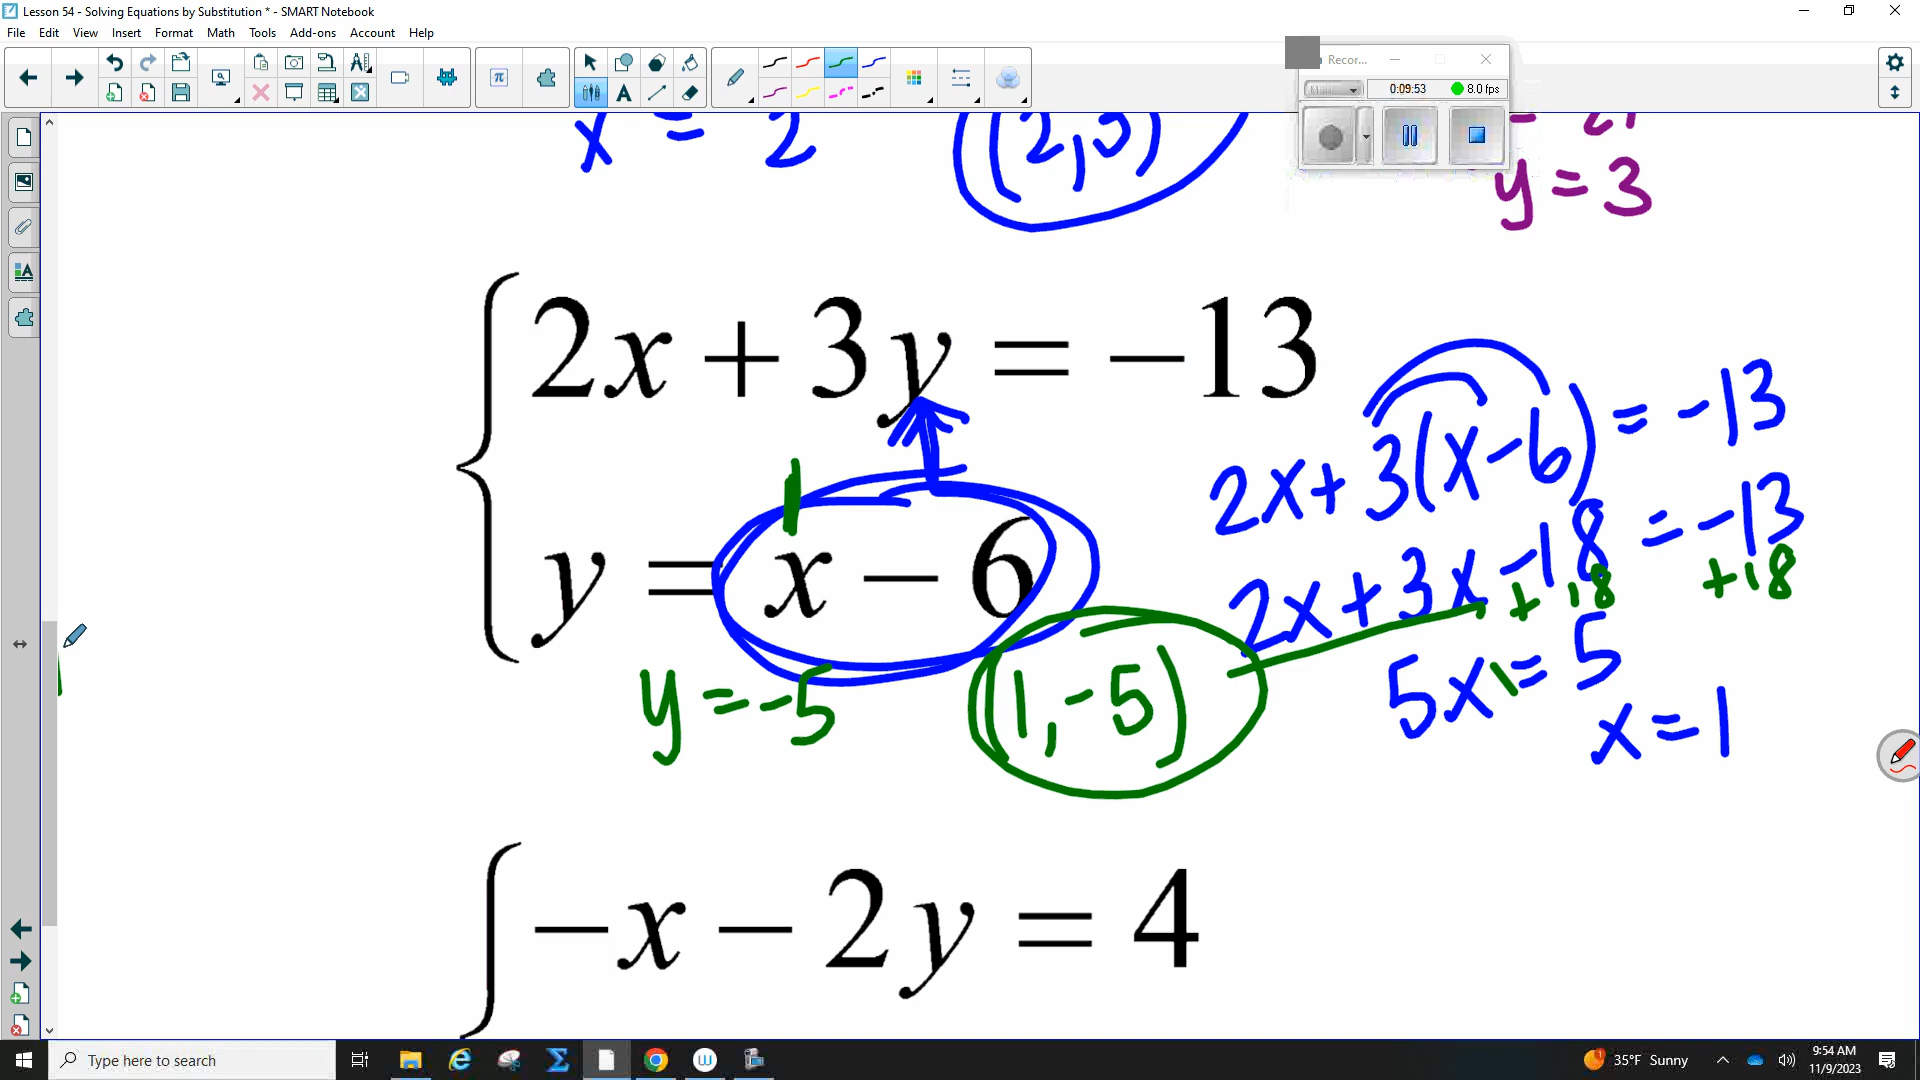 Lesson 54 - Solving Equations by Substitution * - SMART Notebook
File Edit View Insert Format Math Tools Add-ons Account Help
Recor...
0:09:53 8.0 fps
x = 2
(2,3)
y = 3
2x + 3y = -13
y = x - 6
1
y = -5
(1,-5)
2x + 3(x-6) = -13
2x + 3x - 18 = -13
+ 18 +18
5x = 5
x = 1
-x - 2y = 4
Type here to search
35°F Sunny
9:54 AM
11/9/2023